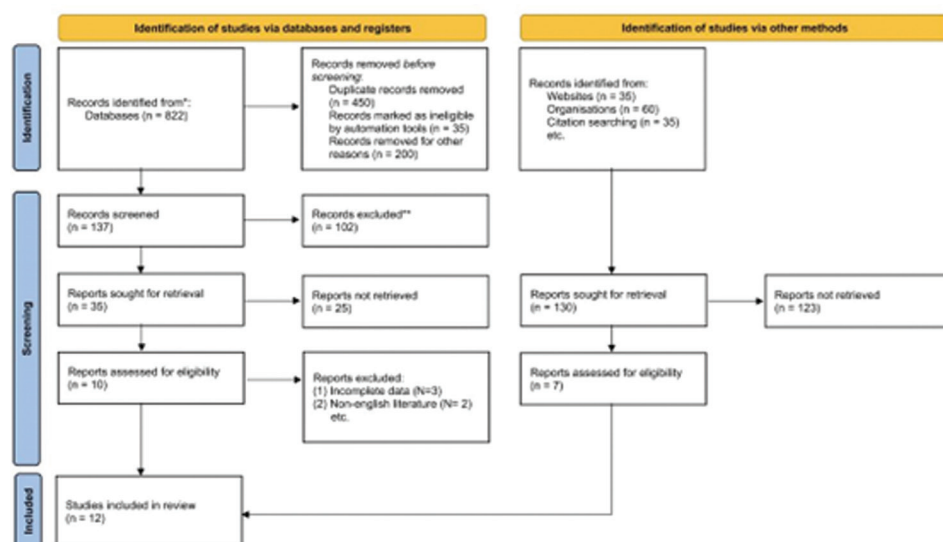 Identification of studies via databases and registers
Identification of studies via other methods
Identification
Records identified from*:
Databases (n = 822)
Records removed before
screening:
Duplicate records removed
(n = 450)
Records marked as ineligible
by automation tools (n = 35)
Records removed for other
reasons (n = 200)
Records identified from:
Websites (n = 35)
Organisations (n = 60)
Citation searching (n = 35)
etc.
Screening
Records screened
(n = 137)
Records excluded**
(n = 102)
Reports sought for retrieval
(n = 35)
Reports not retrieved
(n = 25)
Reports sought for retrieval
(n = 130)
Reports not retrieved
(n = 123)
Reports assessed for eligibility
(n = 10)
Reports excluded:
(1) Incomplete data (N=3)
(2) Non-english literature (N= 2)
etc.
Reports assessed for eligibility
(n = 7)
Included
Studies included in review
(n = 12)